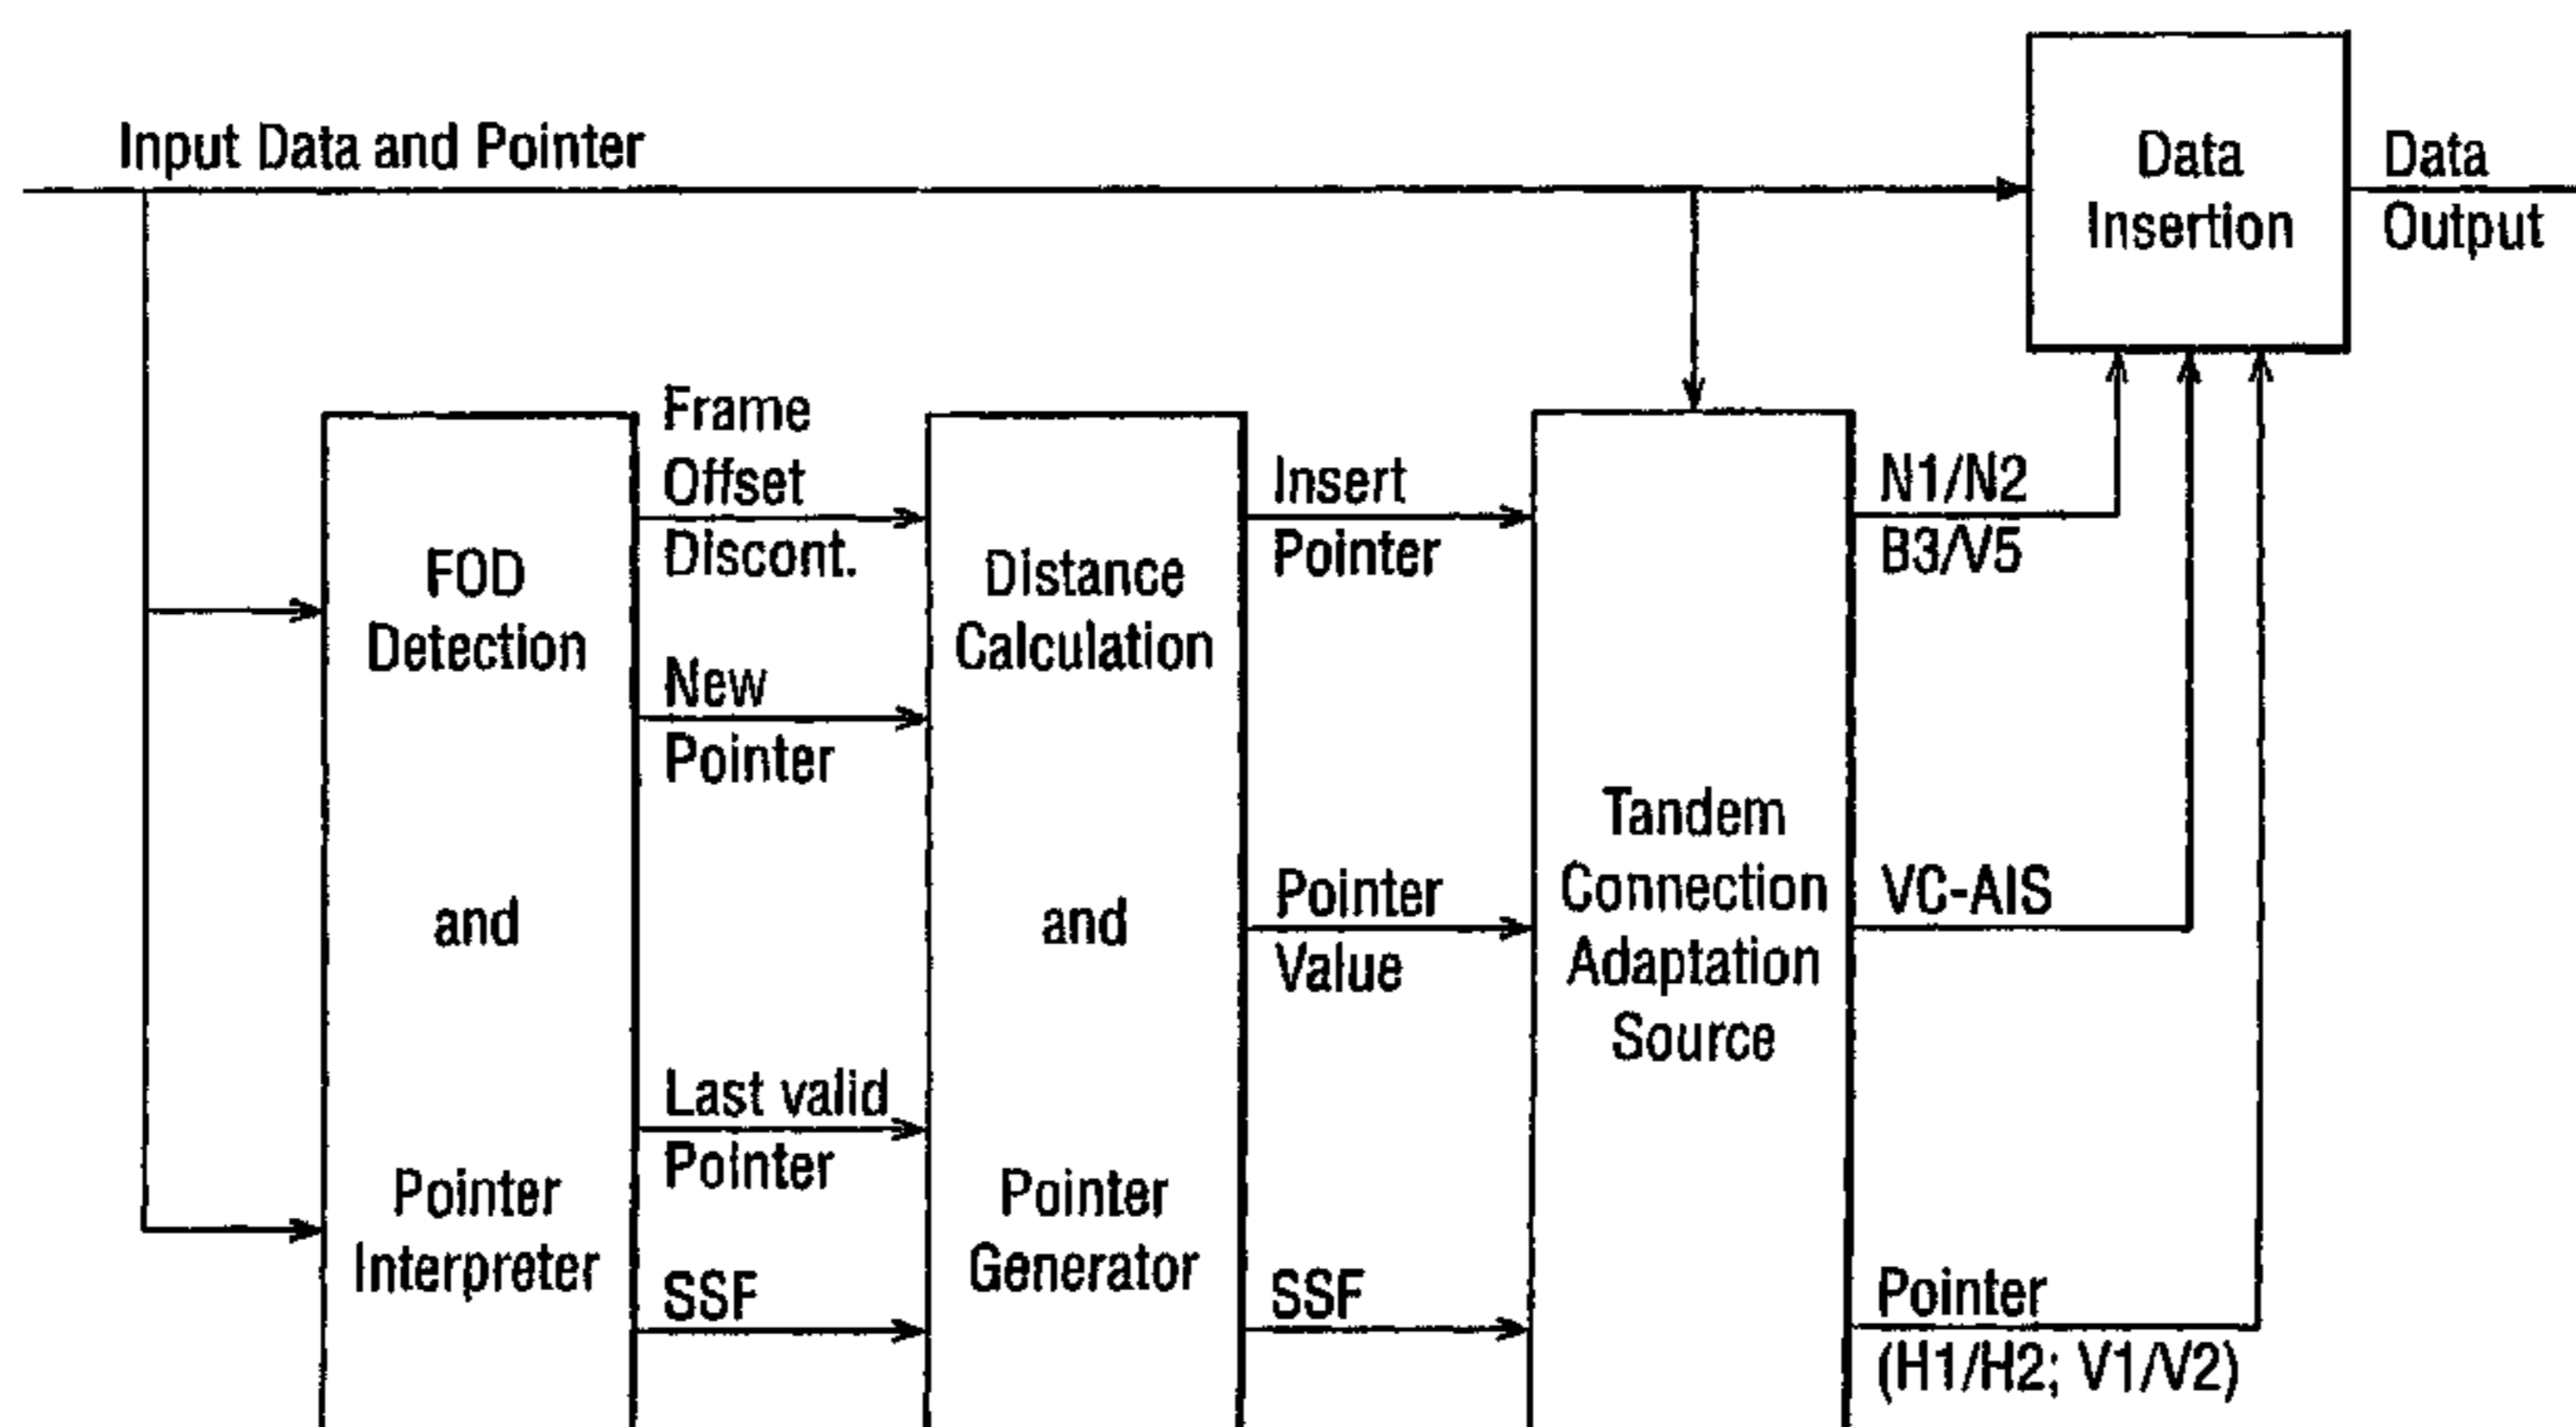 Input Data and Pointer
Data
Insertion
Data
Output
FOD
Detection
and
Pointer
Interpreter
Frame
Offset
Discont.
New
Pointer
Last valid
Pointer
SSF
Distance
Calculation
and
Pointer
Generator
Insert
Pointer
Pointer
Value
SSF
Tandem
Connection
Adaptation
Source
N1/N2
B3/V5
VC-AIS
Pointer
(H1/H2; V1/V2)